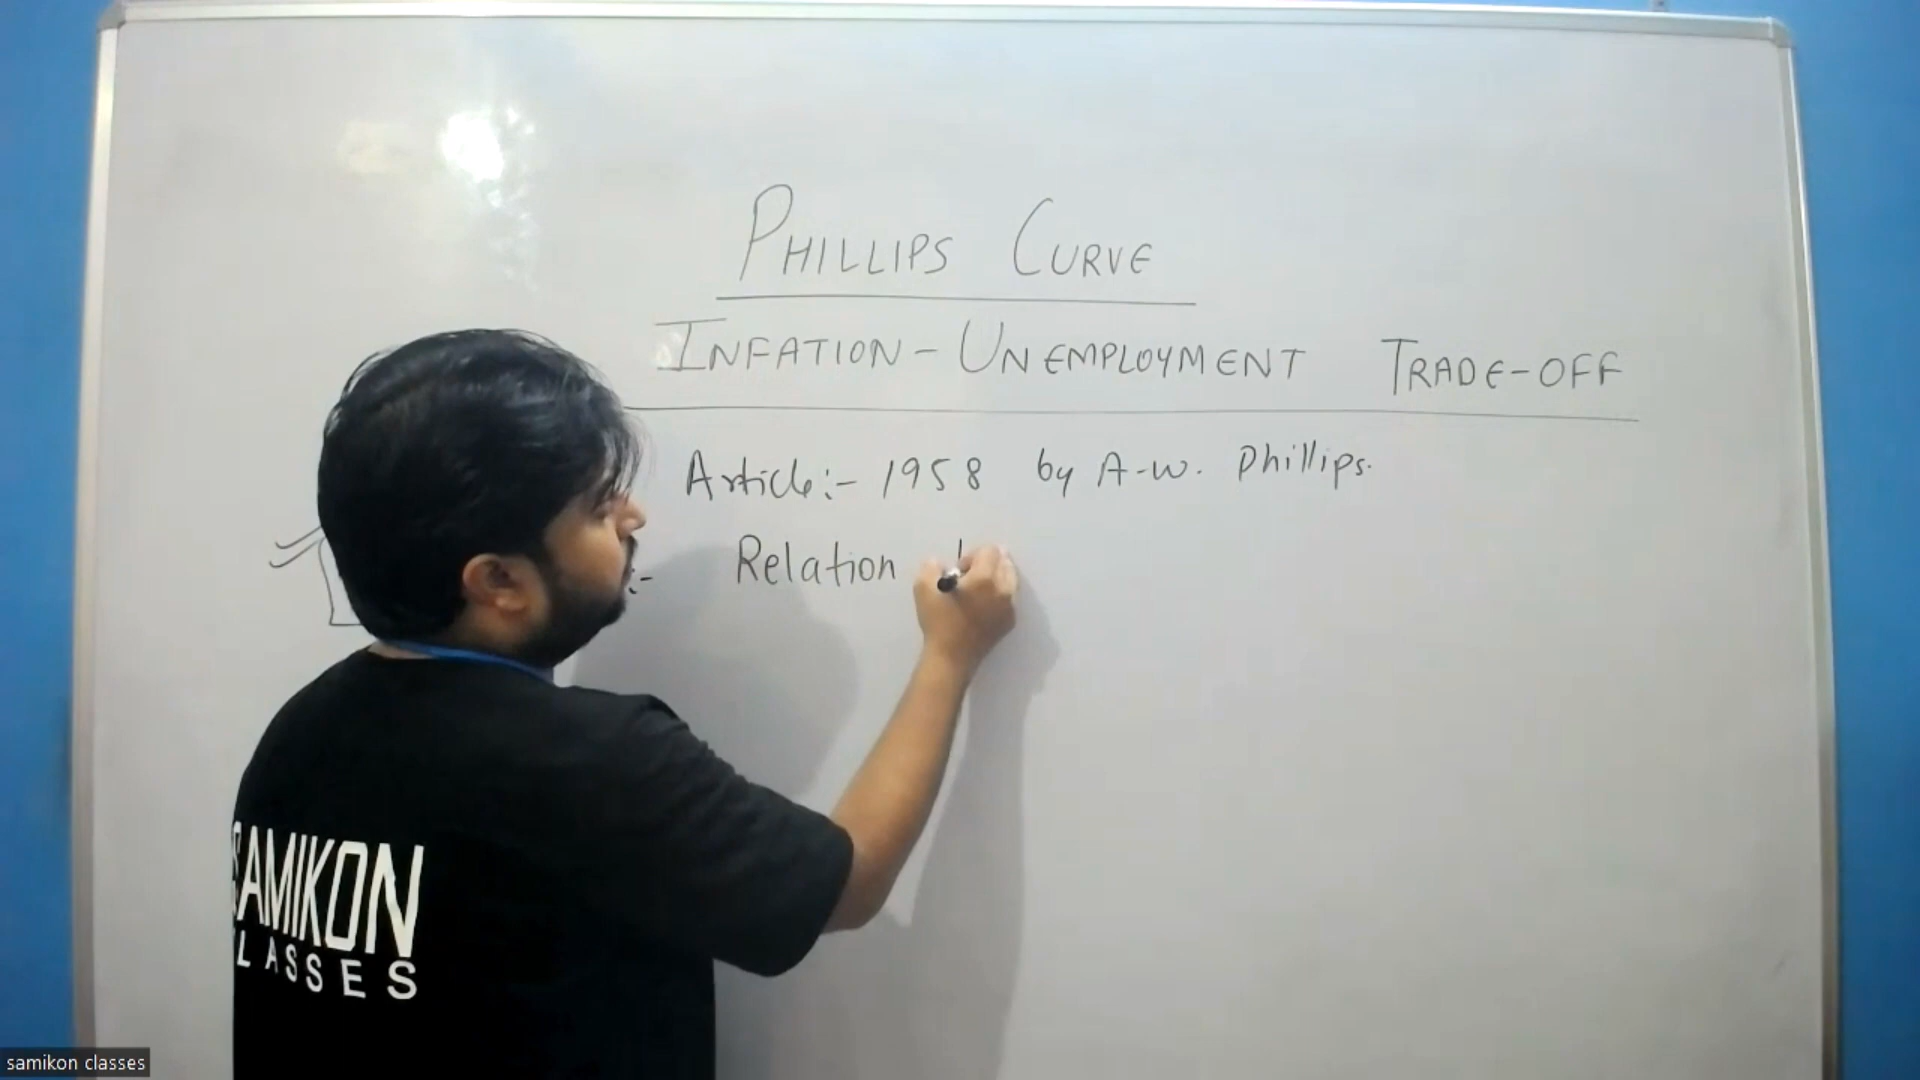 PHILLIPS CURVE
INFATION-UNEMPLOYMENT TRADE-OFF
Article:- 1958 by A-W. Phillips.
:- Relation
SAMIKON
CLASSES
samikon classes